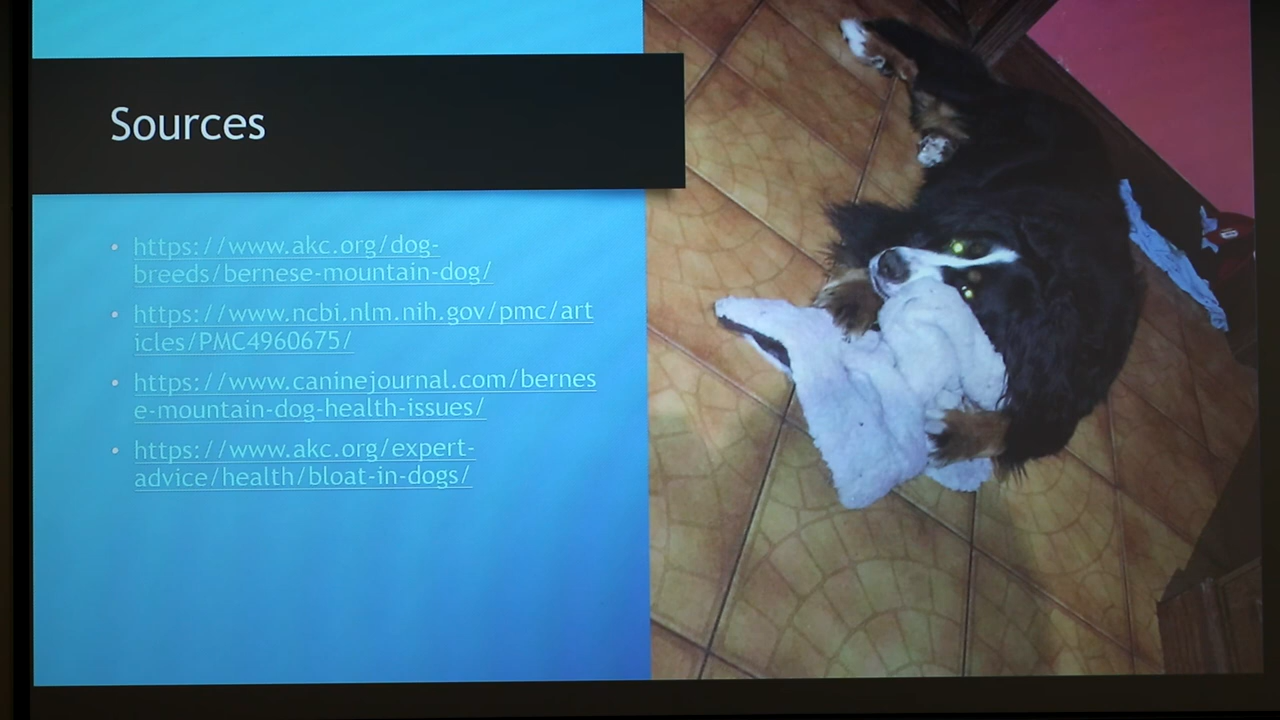 Sources
https://www.akc.org/dog-
breeds/bernese-mountain-dog/
https://www.ncbi.nlm.nih.gov/pmc/art
icles/PMC4960675/
https://www.caninejournal.com/bernes
e-mountain-dog-health-issues/
https://www.akc.org/expert-
advice/health/bloat-in-dogs/